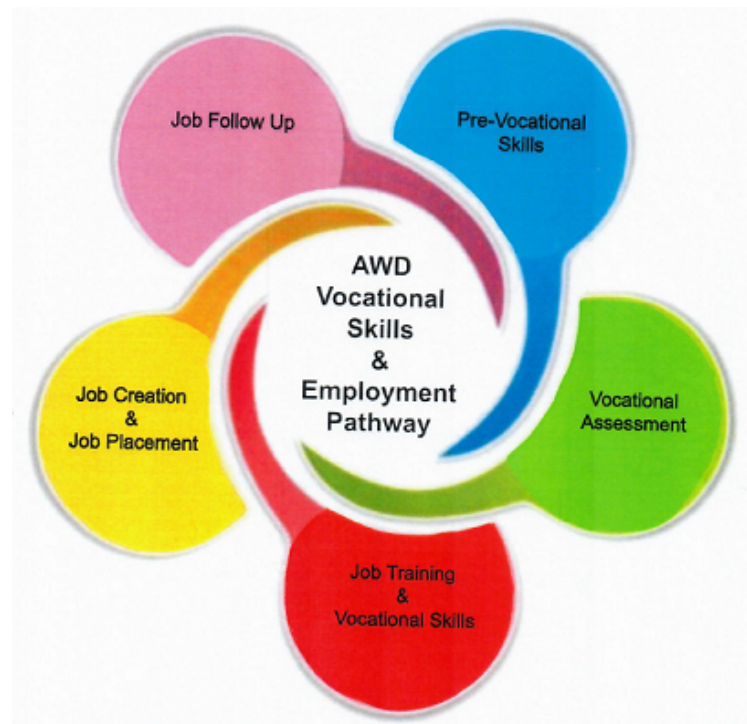 Job Follow Up
Pre-Vocational
Skills
AWD
Vocational
Skills
&
Employment
Pathway
Vocational
Assessment
Job Creation
&
Job Placement
Job Training
&
Vocational Skills